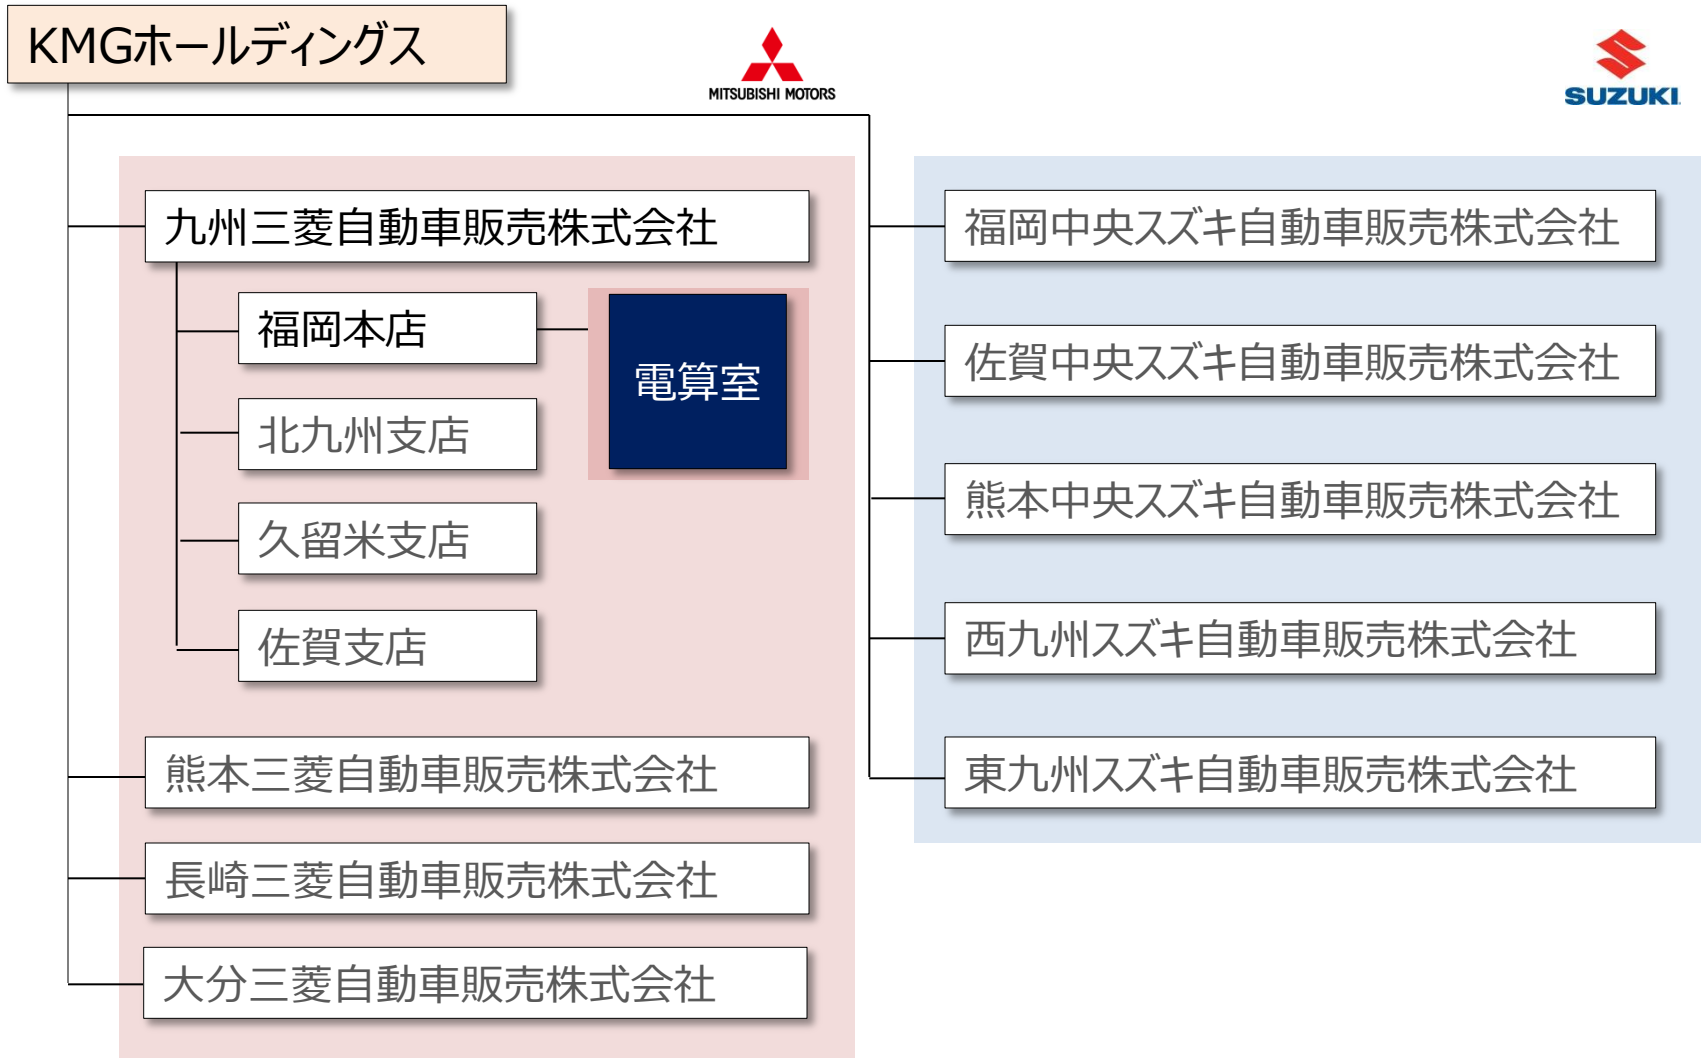 KMGホールディングス
MITSUBISHI MOTORS
SUZUKI
九州三菱自動車販売株式会社
福岡本店
電算室
北九州支店
久留米支店
佐賀支店
熊本三菱自動車販売株式会社
長崎三菱自動車販売株式会社
大分三菱自動車販売株式会社
福岡中央スズキ自動車販売株式会社
佐賀中央スズキ自動車販売株式会社
熊本中央スズキ自動車販売株式会社
西九州スズキ自動車販売株式会社
東九州スズキ自動車販売株式会社